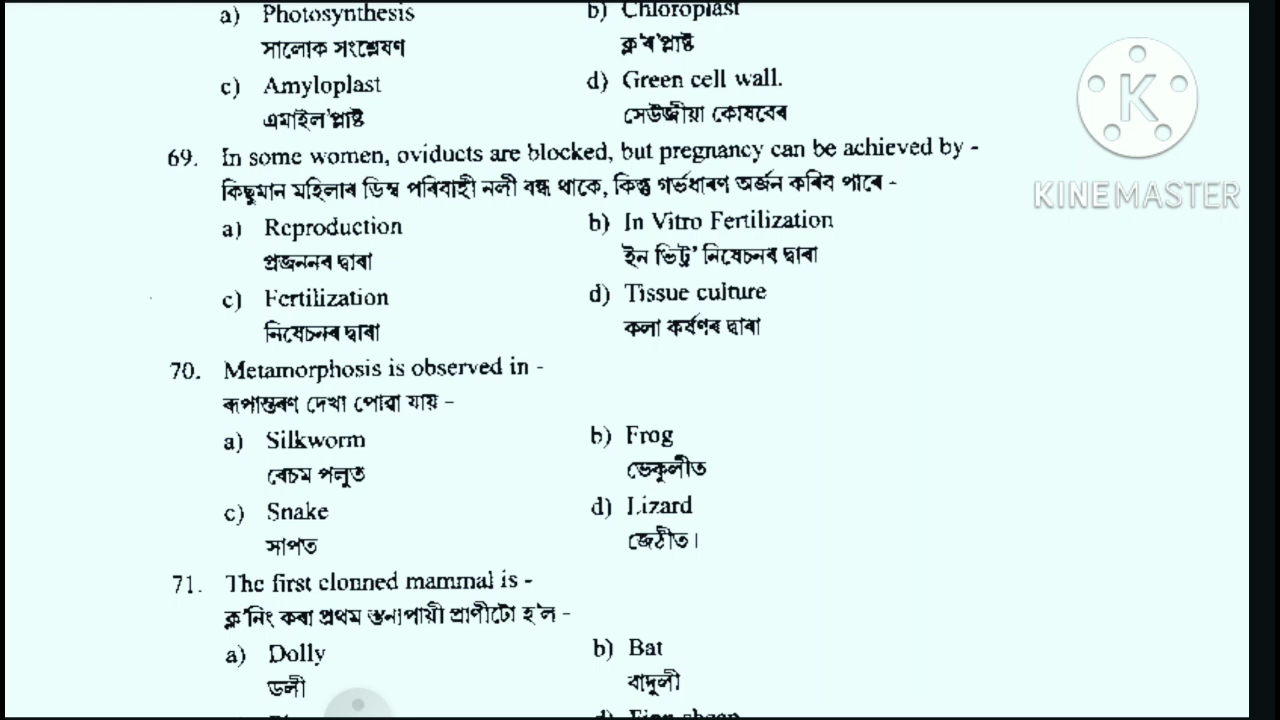 a) Photosynthesis b) Chloroplast
সালোক সংশ্লেষণ ক্ল'ৰ'প্লাষ্ট
c) Amyloplast d) Green cell wall.
এমাইল'প্লাষ্ট সেউজীয়া কোষবেৰ
69. In some women, oviducts are blocked, but pregnancy can be achieved by -
কিছুমান মহিলাৰ ডিম্ব পৰিবাহী নলী বন্ধ থাকে, কিন্তু গৰ্ভধাৰণ অৰ্জন কৰিব পাৰে -
a) Reproduction b) In Vitro Fertilization
প্ৰজননৰ দ্বাৰা ইন ভিট্ৰ' নিষেচনৰ দ্বাৰা
c) Fertilization d) Tissue culture
নিষেচনৰ দ্বাৰা কলা কৰ্ষণৰ দ্বাৰা
70. Metamorphosis is observed in -
ৰূপান্তৰণ দেখা পোৱা যায় -
a) Silkworm b) Frog
ৰেচম পলুত ভেকুলীত
c) Snake d) Lizard
সাপত জেঠীত।
71. The first clonned mammal is -
ক্ল'নিং কৰা প্ৰথম স্তন্যপায়ী প্ৰাণীটো হ'ল -
a) Dolly b) Bat
ডলী বাদুলী
K
KINEMASTER